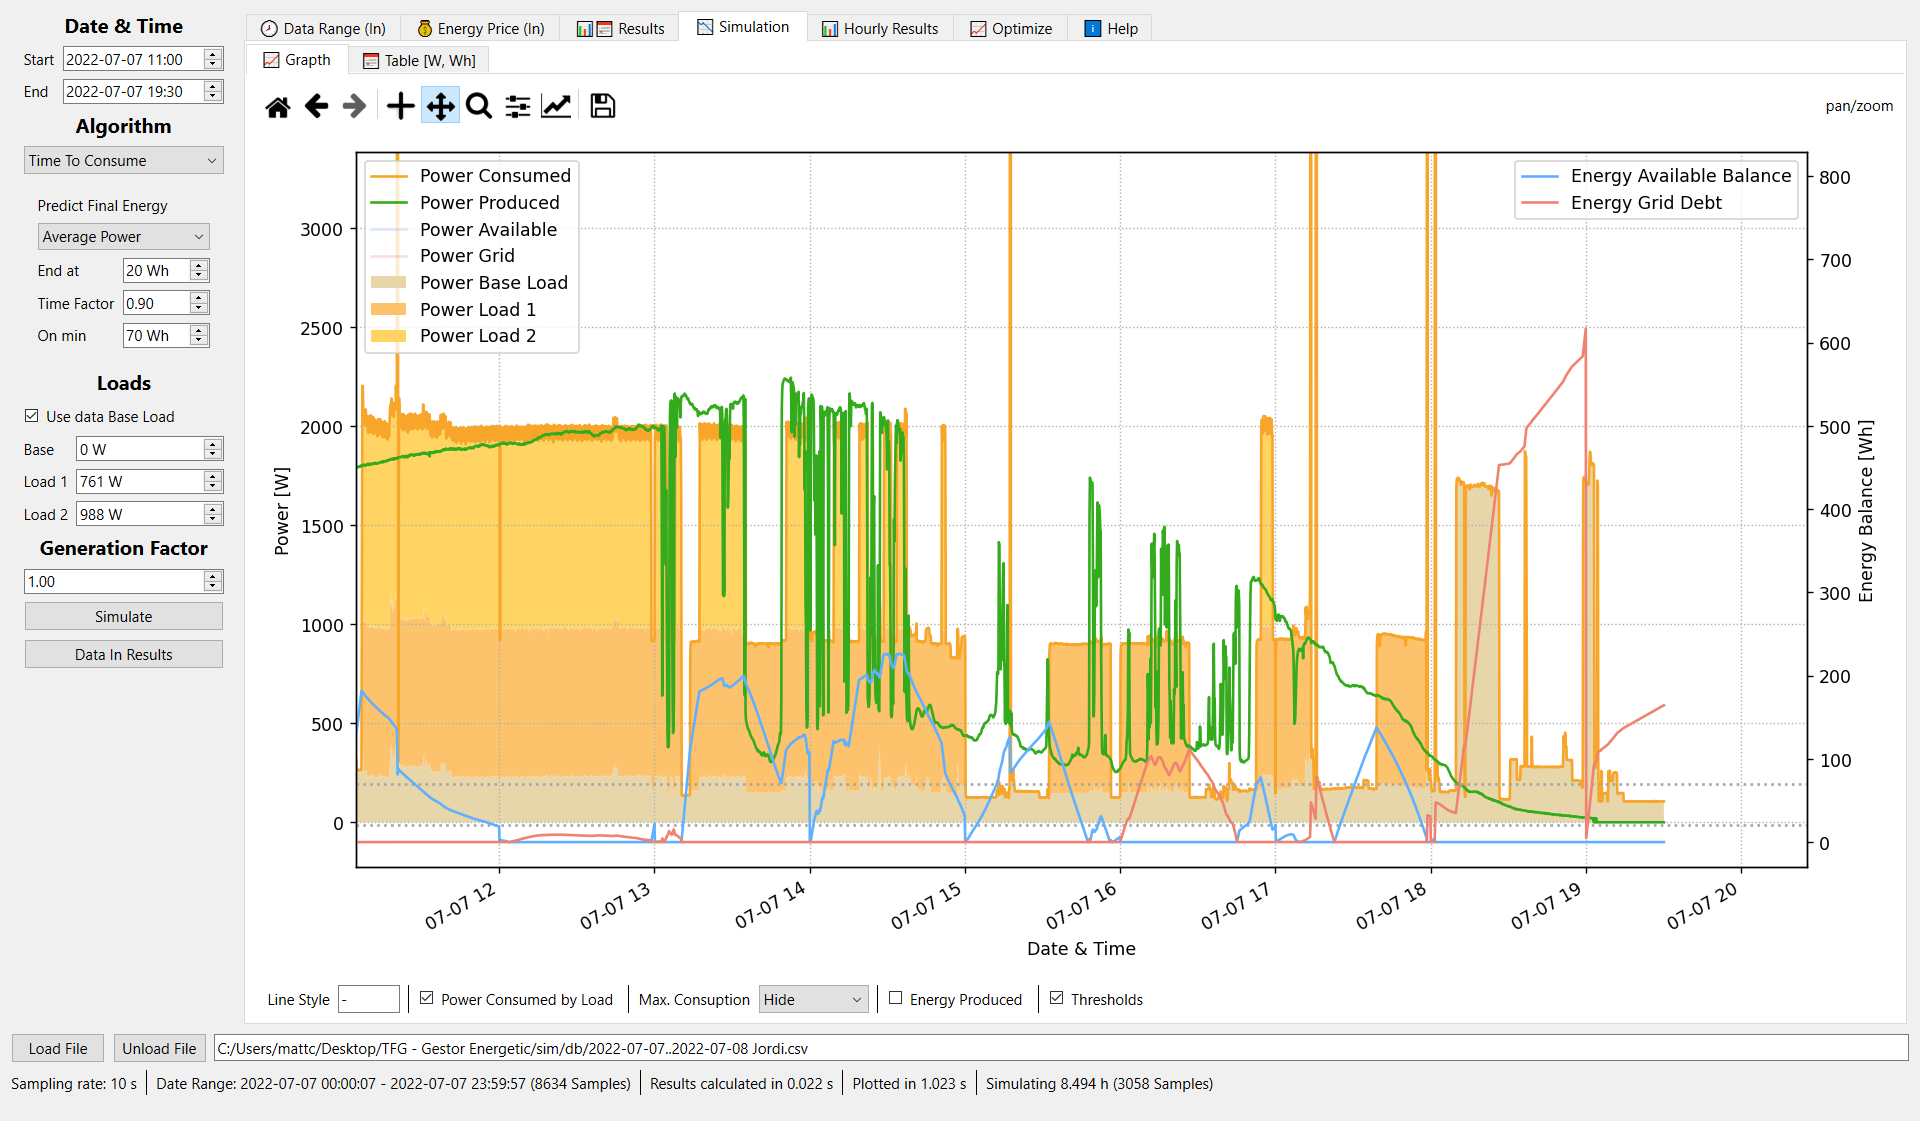 Date & Time
Start 2022-07-07 11:00
End 2022-07-07 19:30
Algorithm
Time To Consume
Predict Final Energy
Average Power
End at 20 Wh
Time Factor 0.90
On min 70 Wh
Loads
Use data Base Load
Base 0 W
Load 1 761 W
Load 2 988 W
Generation Factor
1.00
Simulate
Data In Results
Data Range (In) Energy Price (In) Results Simulation Hourly Results Optimize Help
Graph Table [W, Wh]
pan/zoom
Power Consumed
Power Produced
Power Available
Power Grid
Power Base Load
Power Load 1
Power Load 2
Energy Available Balance
Energy Grid Debt
Power [W]
3000
2500
2000
1500
1000
500
0
800
700
600
500
400
300
200
100
0
Energy Balance [Wh]
07-07 12
07-07 13
07-07 14
07-07 15
07-07 16
07-07 17
07-07 18
07-07 19
07-07 20
Date & Time
Line Style - Power Consumed by Load Max. Consuption Hide Energy Produced Thresholds
Load File Unload File C:/Users/mattc/Desktop/TFG - Gestor Energetic/sim/db/2022-07-07..2022-07-08 Jordi.csv
Sampling rate: 10 s Date Range: 2022-07-07 00:00:07 - 2022-07-07 23:59:57 (8634 Samples) Results calculated in 0.022 s Plotted in 1.023 s Simulating 8.494 h (3058 Samples)